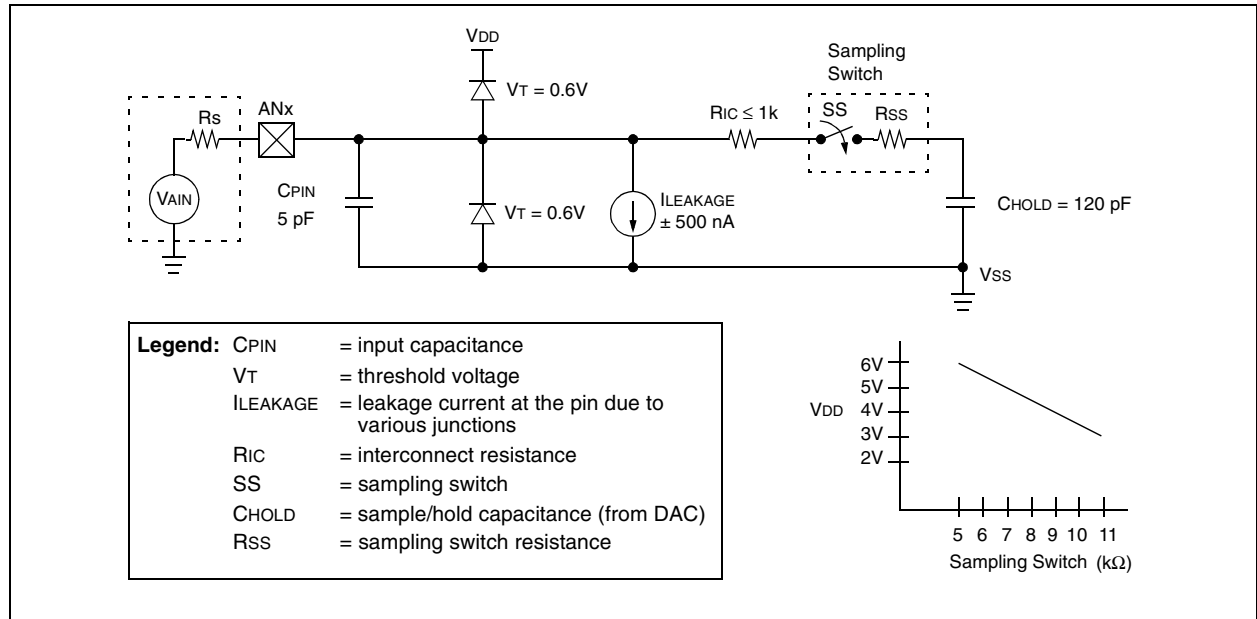 VDD
Sampling
Switch
VT = 0.6V
ANx
Rs
RIC ≤ 1k
SS
RSS
VAIN
CPIN
5 pF
VT = 0.6V
ILEAKAGE
± 500 nA
CHOLD = 120 pF
VSS
Legend: CPIN = input capacitance
VT = threshold voltage
ILEAKAGE = leakage current at the pin due to
various junctions
RIC = interconnect resistance
SS = sampling switch
CHOLD = sample/hold capacitance (from DAC)
RSS = sampling switch resistance
6V
5V
VDD 4V
3V
2V
5 6 7 8 9 10 11
Sampling Switch (kΩ)